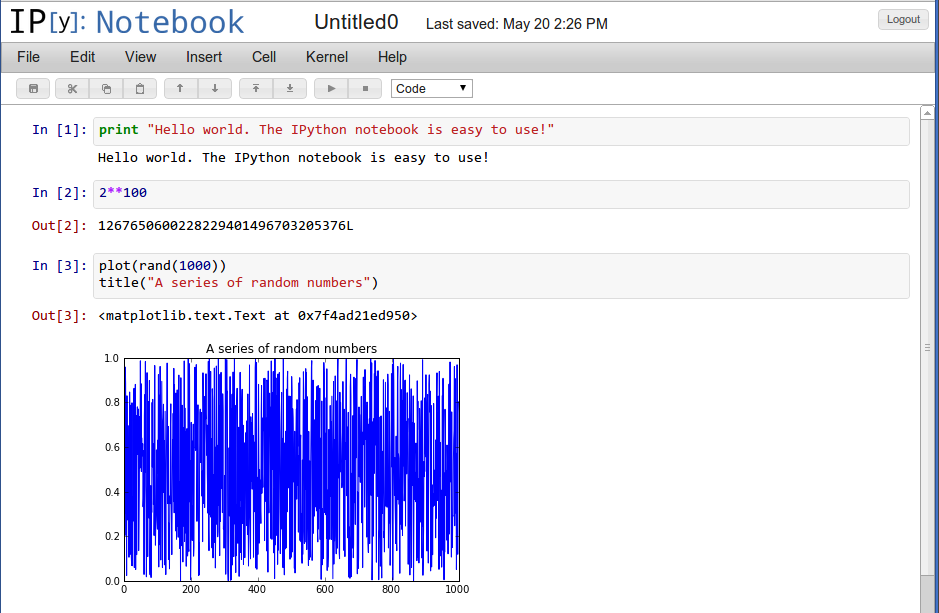 IP[y]: Notebook Untitled0 Last saved: May 20 2:26 PM Logout
File Edit View Insert Cell Kernel Help
Code
In [1]: print "Hello world. The IPython notebook is easy to use!"
Hello world. The IPython notebook is easy to use!
In [2]: 2**100
Out[2]: 1267650600228229401496703205376L
In [3]: plot(rand(1000))
title("A series of random numbers")
Out[3]: <matplotlib.text.Text at 0x7f4ad21ed950>
A series of random numbers
1.0
0.8
0.6
0.4
0.2
0.0
0 200 400 600 800 1000